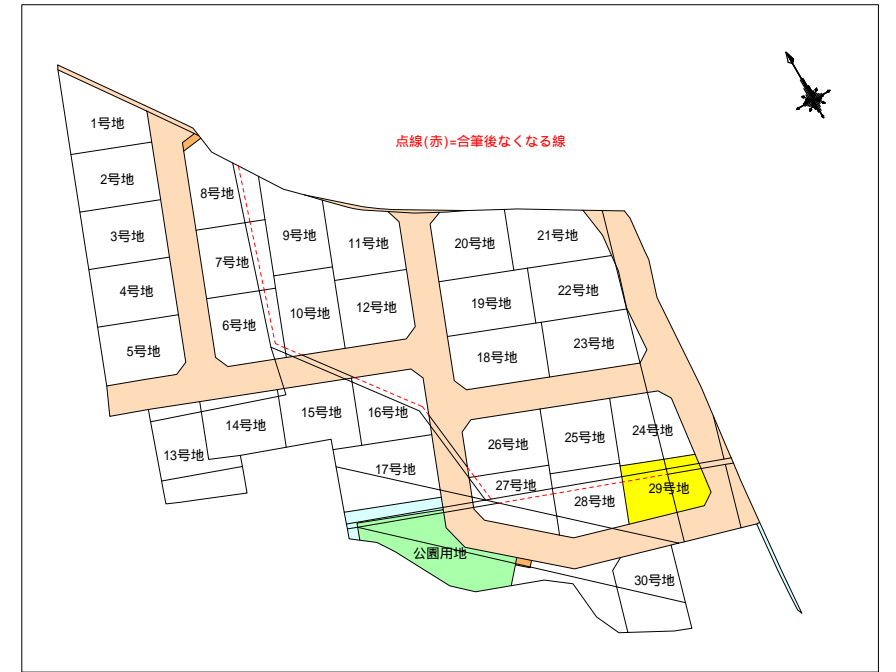 点線(赤)=合筆後なくなる線
1号地
2号地
3号地
4号地
5号地
8号地
7号地
6号地
9号地
10号地
11号地
12号地
20号地
21号地
19号地
22号地
18号地
23号地
13号地
14号地
15号地
16号地
17号地
26号地
25号地
24号地
27号地
28号地
29号地
公園用地
30号地